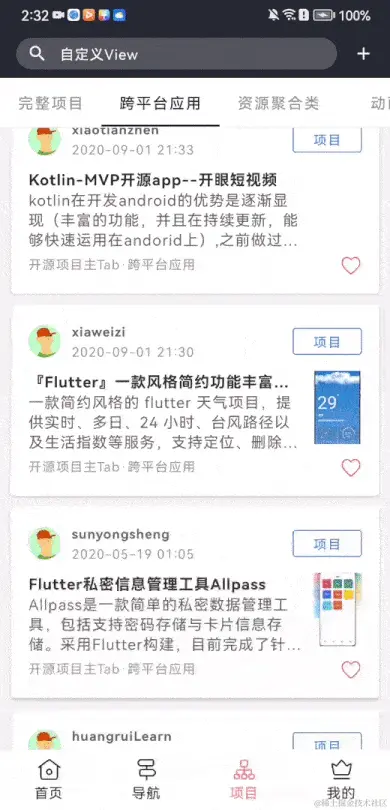 2:32
100%
自定义View
完整项目
跨平台应用
资源聚合类
xiaotianzhen
项目
2020-09-01 21:33
Kotlin-MVP开源app--开眼短视频
kotlin在开发android的优势是逐渐显
现（丰富的功能，并且在持续更新，能
够快速运用在andorid上）,之前做过...
开源项目主Tab·跨平台应用
xiaweizi
项目
2020-09-01 21:30
『Flutter』一款风格简约功能丰富...
一款简约风格的 flutter 天气项目，提
供实时、多日、24 小时、台风路径以
及生活指数等服务，支持定位、删除...
29°
开源项目主Tab·跨平台应用
sunyongsheng
项目
2020-05-19 01:05
Flutter私密信息管理工具Allpass
Allpass是一款简单的私密数据管理工
具，包括支持密码存储与卡片信息存
储。采用Flutter构建，目前完成了针...
开源项目主Tab·跨平台应用
huangruiLearn
项目
首页
导航
项目
我的
@稀土掘金技术社区